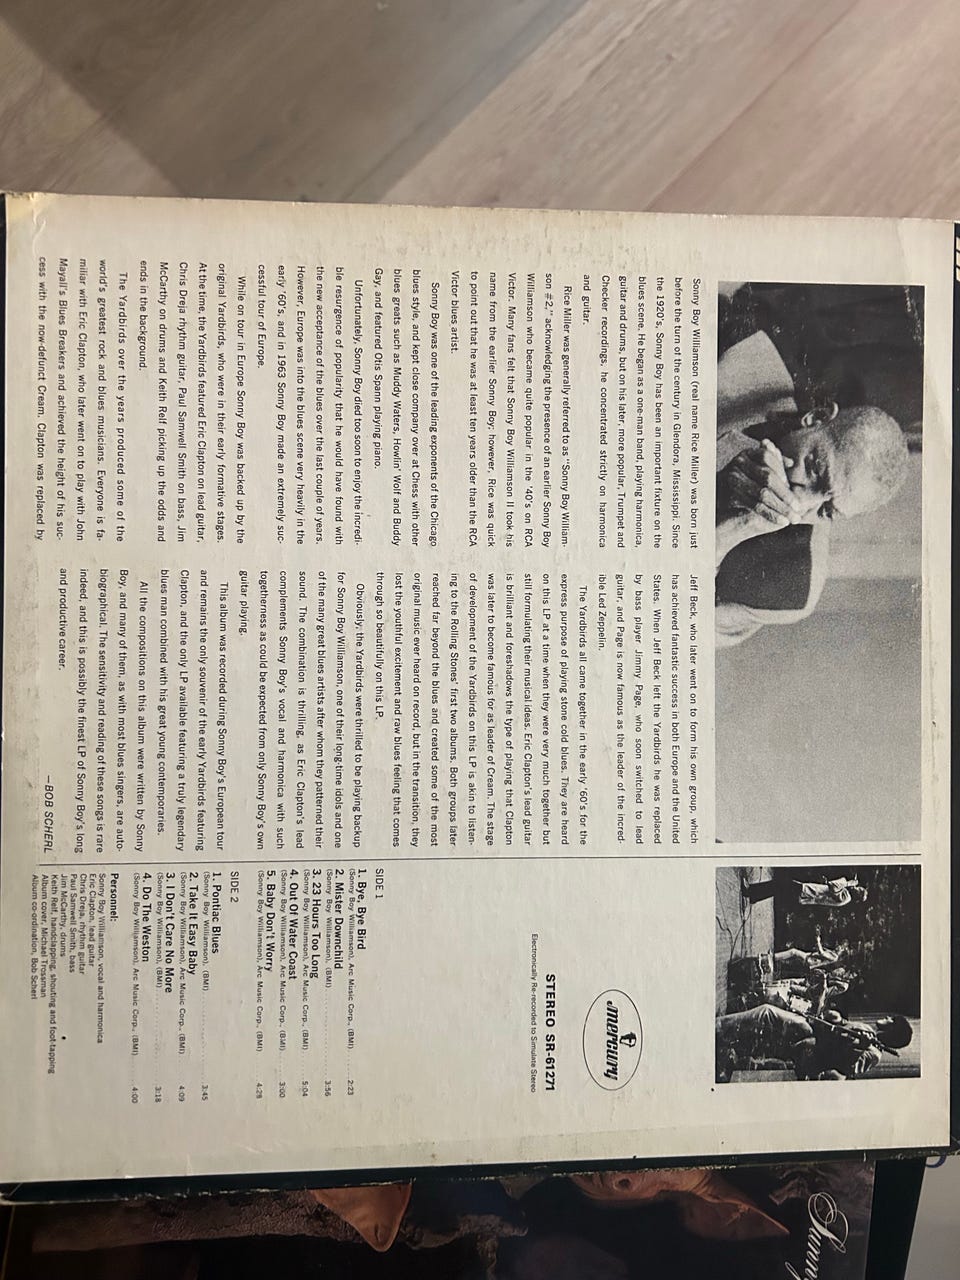 Sonny Boy Williamson (real name Rice Miller) was born just
before the turn of the century in Glendora, Mississippi. Since
the 1920's, Sonny Boy has been an important fixture on the
blues scene. He began as a one-man band, playing harmonica,
guitar and drums, but on his later, more popular, Trumpet and
Checker recordings, he concentrated strictly on harmonica
and guitar.
Rice Miller was generally referred to as "Sonny Boy William-
son #2," acknowledging the presence of an earlier Sonny Boy
Williamson who became quite popular in the '40's on RCA
Victor. Many fans felt that Sonny Boy Williamson II took his
name from the earlier Sonny Boy; however, Rice was quick
to point out that he was at least ten years older than the RCA
Victor blues artist.
Sonny Boy was one of the leading exponents of the Chicago
blues style, and kept close company over at Chess with other
blues greats such as Muddy Waters, Howlin' Wolf and Buddy
Gay, and featured Otis Spann playing piano.
Unfortunately, Sonny Boy died too soon to enjoy the incredi-
ble resurgence of popularity that he would have found with
the new acceptance of the blues over the last couple of years.
However, Europe was into the blues scene very heavily in the
early '60's, and in 1963 Sonny Boy made an extremely suc-
cessful tour of Europe.
While on tour in Europe Sonny Boy was backed up by the
original Yardbirds, who were in their early formative stages.
At the time, the Yardbirds featured Eric Clapton on lead guitar,
Chris Dreja rhythm guitar, Paul Samwell Smith on bass, Jim
McCarthy on drums and Keith Relf picking up the odds and
ends in the background.
The Yardbirds over the years produced some of the
world's greatest rock and blues musicians. Everyone is fa-
miliar with Eric Clapton, who later went on to play with John
Mayall's Blues Breakers and achieved the height of his suc-
cess with the now-defunct Cream. Clapton was replaced by
Jeff Beck, who later went on to form his own group, which
has achieved fantastic success in both Europe and the United
States. When Jeff Beck left the Yardbirds he was replaced
by bass player Jimmy Page, who soon switched to lead
guitar, and Page is now famous as the leader of the incred-
ible Led Zeppelin.
The Yardbirds all came together in the early '60's for the
express purpose of playing stone cold blues. They are heard
on this LP at a time when they were very much together but
still formulating their musical ideas. Eric Clapton's lead guitar
is brilliant and foreshadows the type of playing that Clapton
was later to become famous for as leader of Cream. The stage
of development of the Yardbirds on this LP is akin to listen-
ing to the Rolling Stones' first two albums. Both groups later
reached far beyond the blues and created some of the most
original music ever heard on record, but in the transition, they
lost the youthful excitement and raw blues feeling that comes
through so beautifully on this LP.
Obviously, the Yardbirds were thrilled to be playing backup
for Sonny Boy Williamson, one of their long-time idols and one
of the many great blues artists after whom they patterned their
sound. The combination is thrilling, as Eric Clapton's lead
complements Sonny Boy's vocal and harmonica with such
togetherness as could be expected from only Sonny Boy's own
guitar playing.
This album was recorded during Sonny Boy's European tour
and remains the only souvenir of the early Yardbirds featuring
Clapton, and the only LP available featuring a truly legendary
blues man combined with his great young contemporaries.
All the compositions on this album were written by Sonny
Boy, and many of them, as with most blues singers, are auto-
biographical. The sensitivity and reading of these songs is rare
indeed, and this is possibly the finest LP of Sonny Boy's long
and productive career.
—BOB SCHERL
mercury
STEREO SR-61271
Electronically Re-recorded to Simulate Stereo
SIDE 1
1. Bye, Bye Bird 2:23
(Sonny Boy Williamson), Arc Music Corp., (BMI)
2. Mister Downchild 3:56
(Sonny Boy Williamson), (BMI)
3. 23 Hours Too Long 5:04
(Sonny Boy Williamson), Arc Music Corp., (BMI)
4. Out Of Water Coast 3:00
(Sonny Boy Williamson), Arc Music Corp., (BMI)
5. Baby Don't Worry 4:28
(Sonny Boy Williamson), Arc Music Corp., (BMI)
SIDE 2
1. Pontiac Blues 3:45
(Sonny Boy Williamson), (BMI)
2. Take It Easy Baby 4:09
(Sonny Boy Williamson), Arc Music Corp., (BMI)
3. I Don't Care No More 3:18
(Sonny Boy Williamson), (BMI)
4. Do The Weston 4:00
(Sonny Boy Williamson), Arc Music Corp., (BMI)
Personnel:
Sonny Boy Williamson, vocal and harmonica
Eric Clapton, lead guitar
Chris Dreja, rhythm guitar
Paul Samwell Smith, bass
Jim McCarthy, drums
Keith Relf, handclapping, shouting and foot-tapping
Album cover, Michael Trossman
Album co-ordination, Bob Scherl